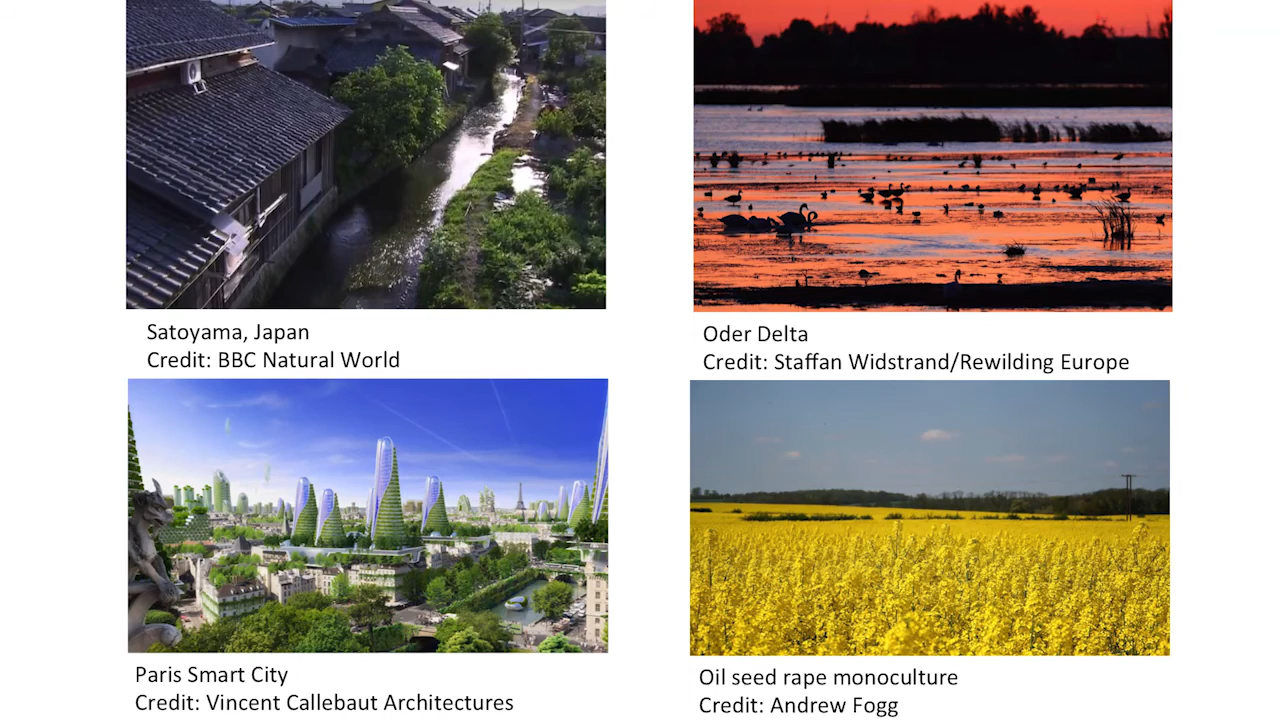 Satoyama, Japan
Credit: BBC Natural World
Oder Delta
Credit: Staffan Widstrand/Rewilding Europe
Paris Smart City
Credit: Vincent Callebaut Architectures
Oil seed rape monoculture
Credit: Andrew Fogg